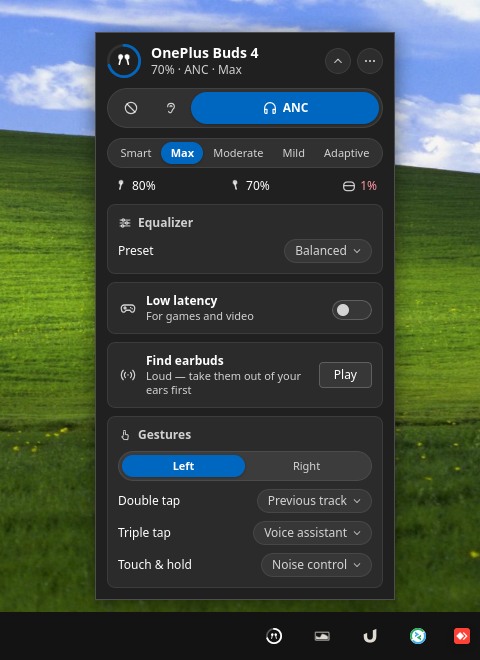 OnePlus Buds 4
70% · ANC · Max
ANC
Smart Max Moderate Mild Adaptive
80% 70% 1%
Equalizer
Preset Balanced
Low latency
For games and video
Find earbuds
Loud — take them out of your
ears first
Play
Gestures
Left Right
Double tap Previous track
Triple tap Voice assistant
Touch & hold Noise control